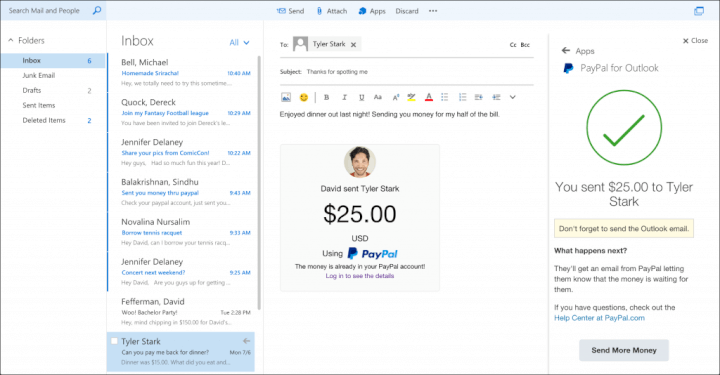 Search Mail and People
Send Attach Apps Discard ...
Folders
Inbox 6
Junk Email
Drafts 2
Sent Items
Deleted Items 2
Inbox All
Bell, Michael
Homemade Sriracha! 10:40 AM
Hey, we totally need to try this sometime....
Quock, Dereck
Join my Fantasy Football league 10:29 AM
You have been invited to join Dereck's le...
Jennifer Delaney
Share your pics from ComicCon! 10:22 AM
Hey guys, Had so much fun this year! D...
Balakrishnan, Sindhu
Sent you money thru paypal 9:43 AM
Check your paypal account, just sent you...
Novalina Nursalim
Borrow tennis racquet 9:33 AM
Hey David, can I borrow your tennis racq...
Jennifer Delaney
Concert next weekend? 9:25 AM
Hey David, Are you guys up for getting ...
Fefferman, David
Woo! Bachelor Party! Tue 2:28 PM
Hey, mind chipping in $150.00 for David's...
Tyler Stark
Can you pay me back for dinner? Mon 7/6
Dinner was $15.00. What did you eat and...
To: Tyler Stark x Cc Bcc
Subject: Thanks for spotting me
B I U Aa A A
Enjoyed dinner out last night! Sending you money for my half of the bill.
David sent Tyler Stark
$25.00
USD
Using PayPal
The money is already in your PayPal account!
Log in to see the details
Close
Apps
PayPal for Outlook
You sent $25.00 to Tyler
Stark
Don't forget to send the Outlook email.
What happens next?
They'll get an email from PayPal letting
them know that the money is waiting for
them.
If you have questions, check out the
Help Center at PayPal.com
Send More Money